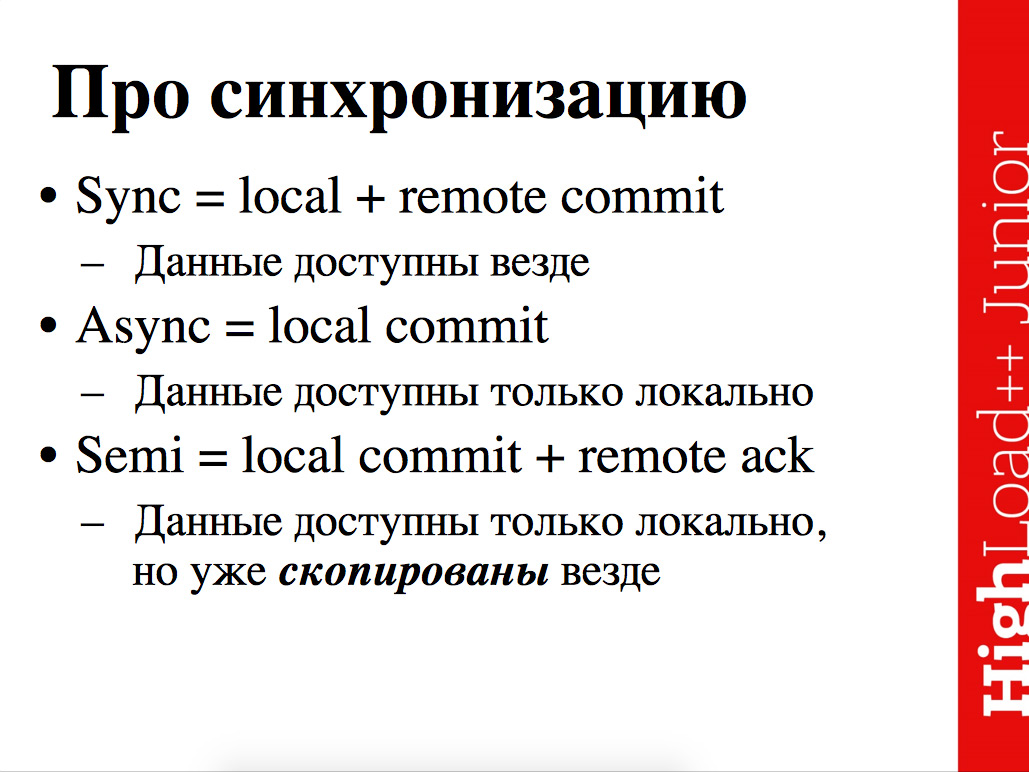 Про синхронизацию
• Sync = local + remote commit
– Данные доступны везде
• Async = local commit
– Данные доступны только локально
• Semi = local commit + remote ack
– Данные доступны только локально,
но уже скопированы везде
HighLoad++ Junior